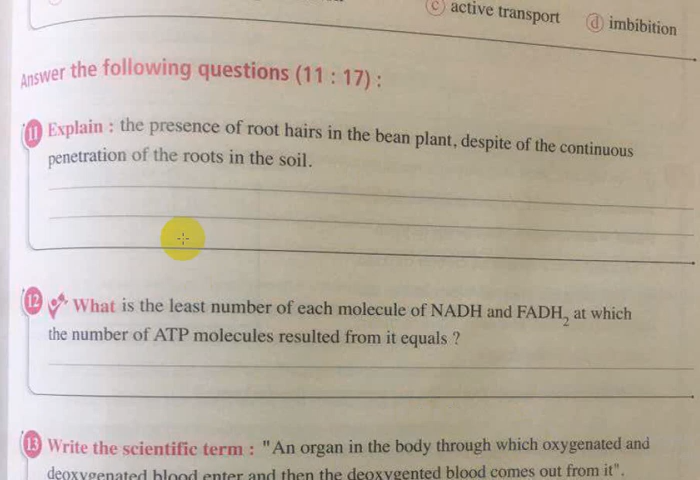 c active transport
d imbibition
Answer the following questions (11 : 17) :
11 Explain : the presence of root hairs in the bean plant, despite of the continuous
penetration of the roots in the soil.
12 What is the least number of each molecule of NADH and FADH₂ at which
the number of ATP molecules resulted from it equals ?
13 Write the scientific term : "An organ in the body through which oxygenated and
deoxygenated blood enter and then the deoxygented blood comes out from it".